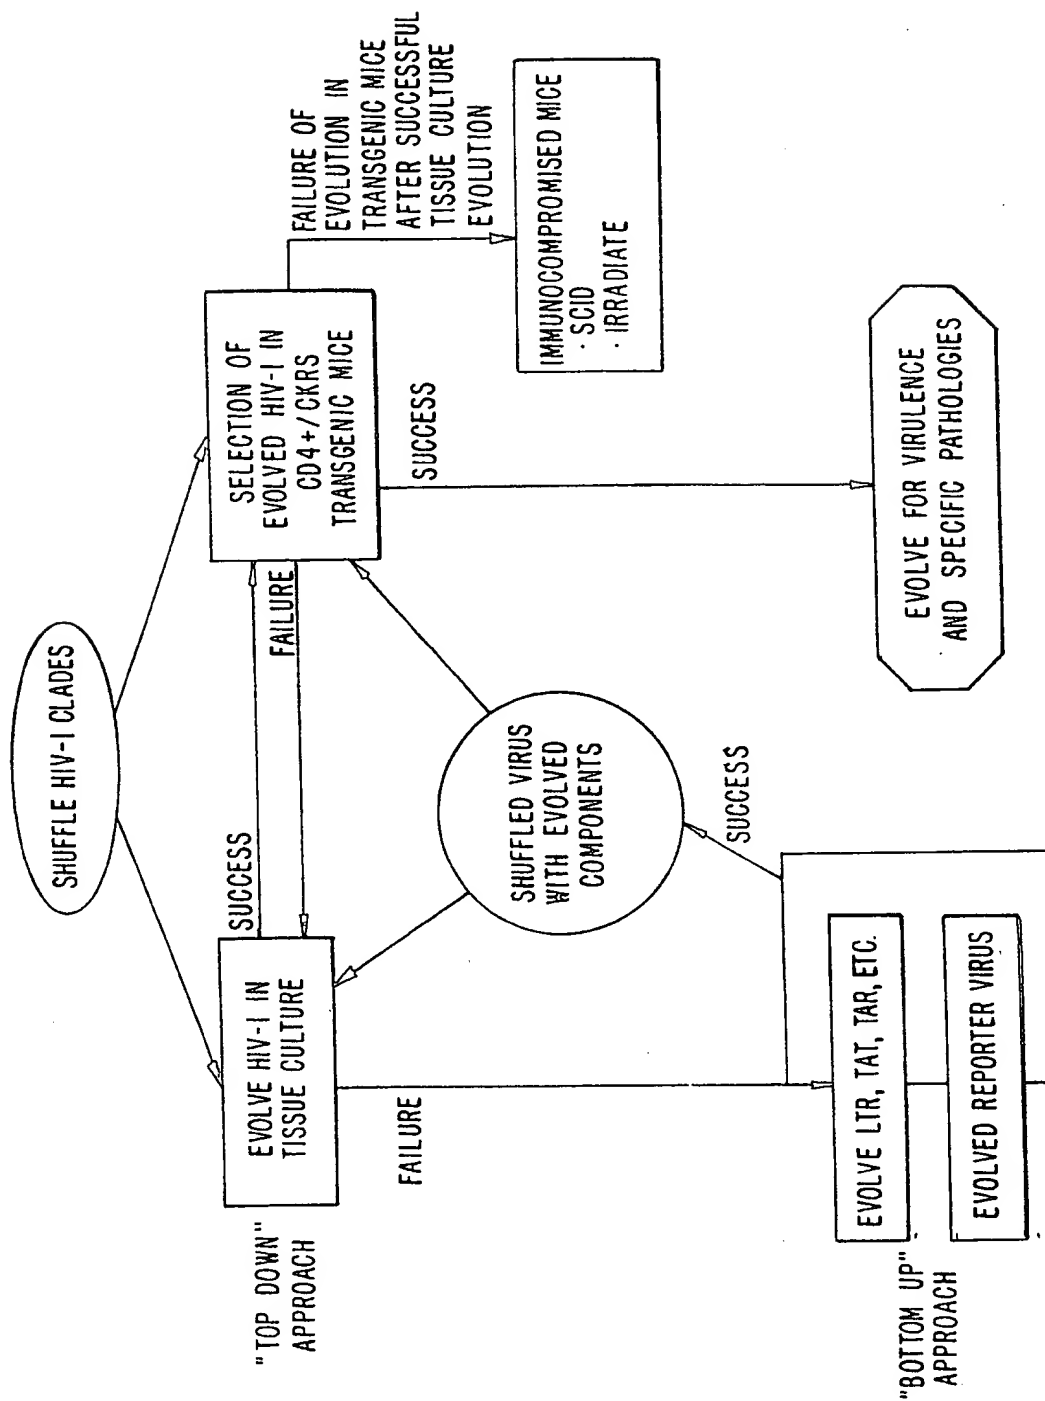 SHUFFLE HIV-I CLADES
"TOP DOWN"
APPROACH
EVOLVE HIV-I IN
TISSUE CULTURE
SUCCESS
FAILURE
SELECTION OF
EVOLVED HIV-I IN
CD4+/CKRS
TRANSGENIC MICE
FAILURE OF
EVOLUTION IN
TRANSGENIC MICE
AFTER SUCCESSFUL
TISSUE CULTURE
EVOLUTION
FAILURE
SHUFFLED VIRUS
WITH EVOLVED
COMPONENTS
SUCCESS
IMMUNOCOMPROMISED MICE
· SCID
· IRRADIATE
SUCCESS
"BOTTOM UP"
APPROACH
EVOLVE LTR, TAT, TAR, ETC.
EVOLVED REPORTER VIRUS
EVOLVE FOR VIRULENCE
AND SPECIFIC PATHOLOGIES